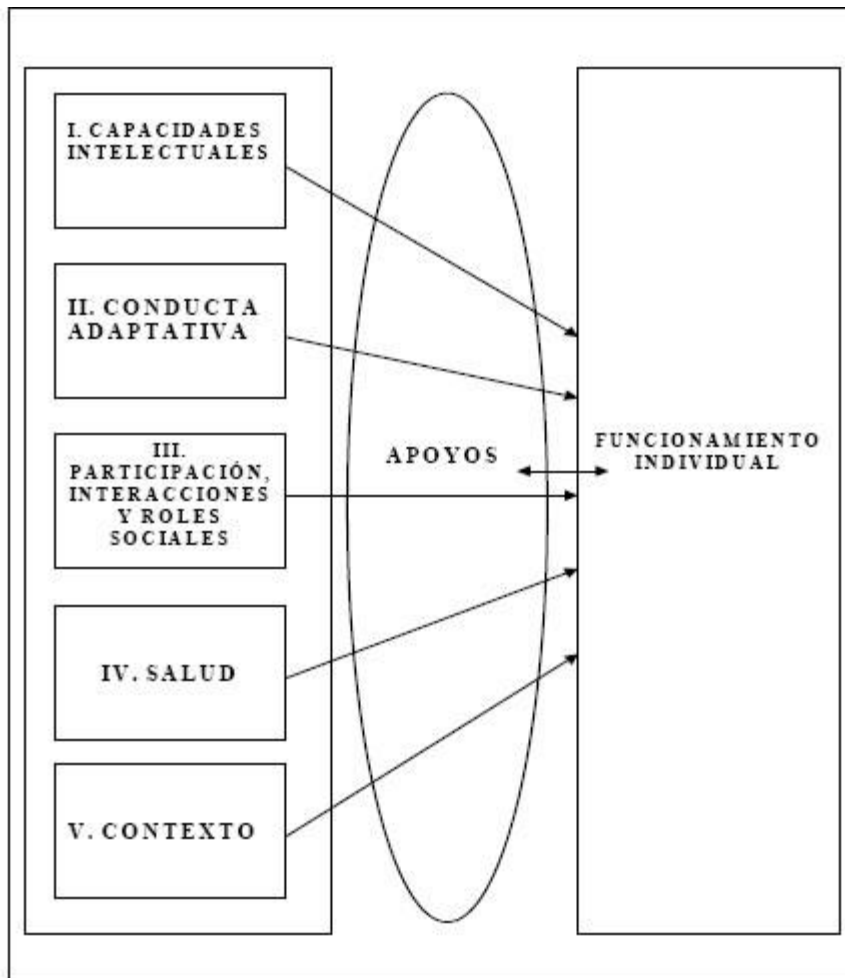 I. CAPACIDADES
INTELECTUALES
II. CONDUCTA
ADAPTATIVA
III.
PARTICIPACIÓN,
INTERACCIONES
Y ROLES
SOCIALES
IV. SALUD
V. CONTEXTO
APOYOS
FUNCIONAMIENTO
INDIVIDUAL